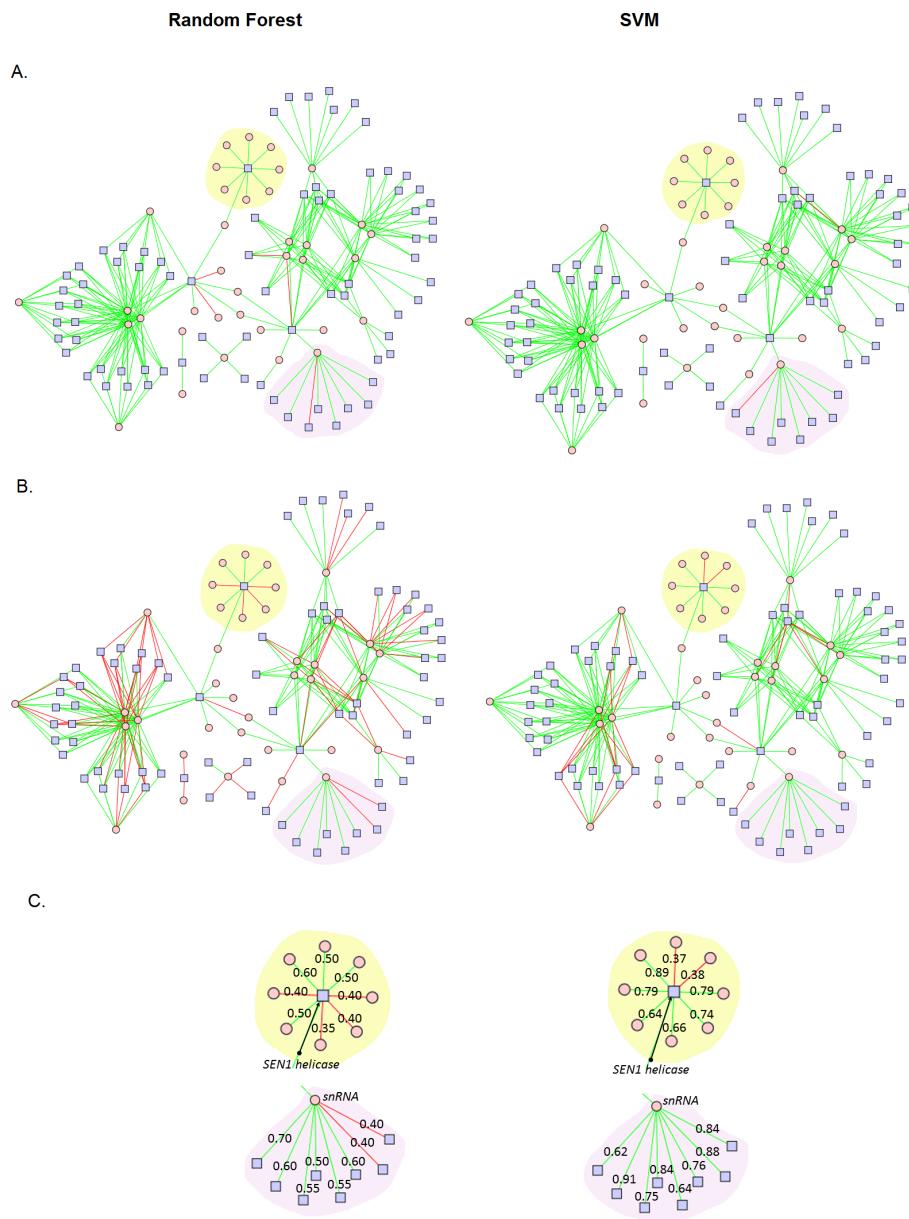 Random Forest SVM
A.
B.
C.
0.50 0.37
0.60 0.50 0.89 0.38
0.40 0.40 0.79 0.79
0.50 0.40 0.64 0.74
0.35 0.66
SEN1 helicase SEN1 helicase
snRNA snRNA
0.40 0.84
0.70 0.40 0.62 0.88
0.60 0.50 0.60 0.91 0.84 0.76
0.55 0.55 0.75 0.64